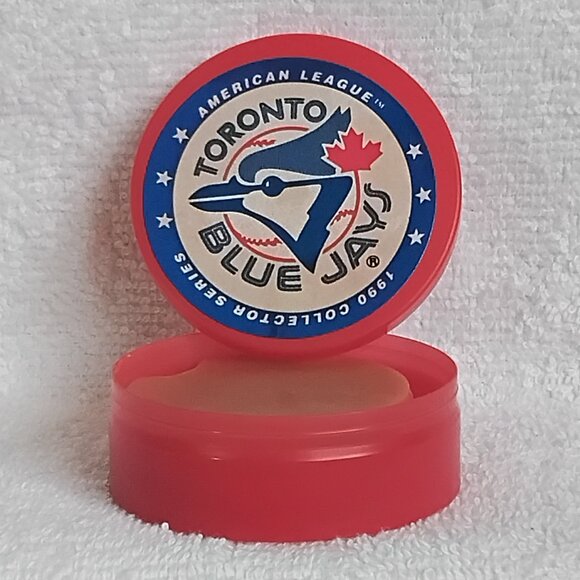 AMERICAN LEAGUE™
TORONTO
BLUE JAYS®
1990 COLLECTOR SERIES